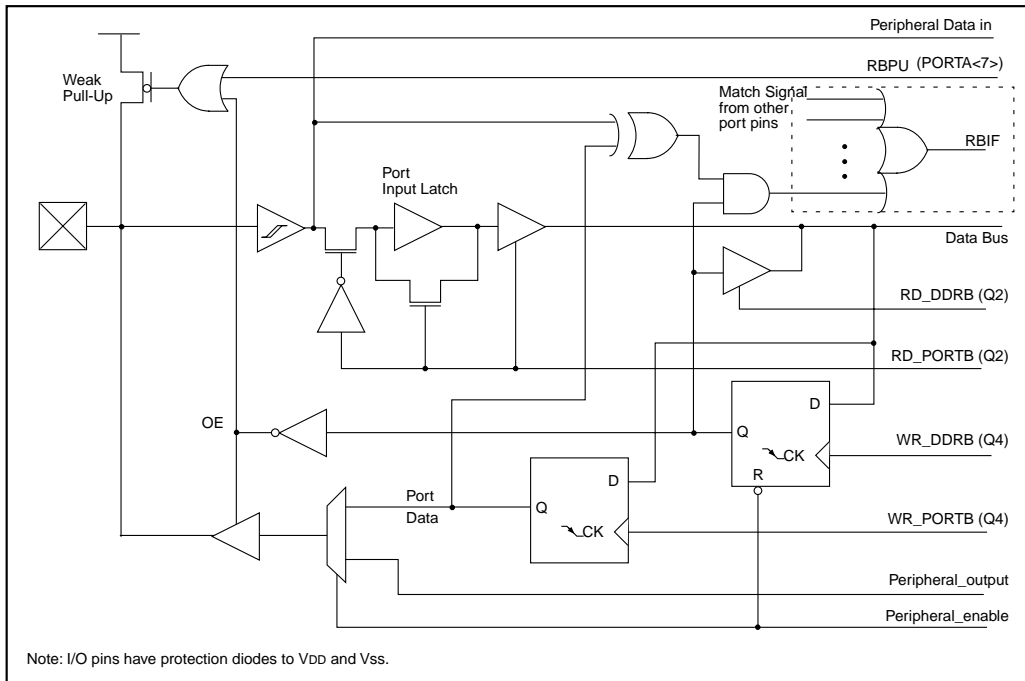 Peripheral Data in
RBPU (PORTA<7>)
Weak
Pull-Up
Match Signal
from other
port pins
RBIF
Port
Input Latch
Data Bus
RD_DDRB (Q2)
RD_PORTB (Q2)
D
OE
Q
CK
WR_DDRB (Q4)
R
D
Port
Data
Q
CK
WR_PORTB (Q4)
Peripheral_output
Peripheral_enable
Note: I/O pins have protection diodes to VDD and Vss.